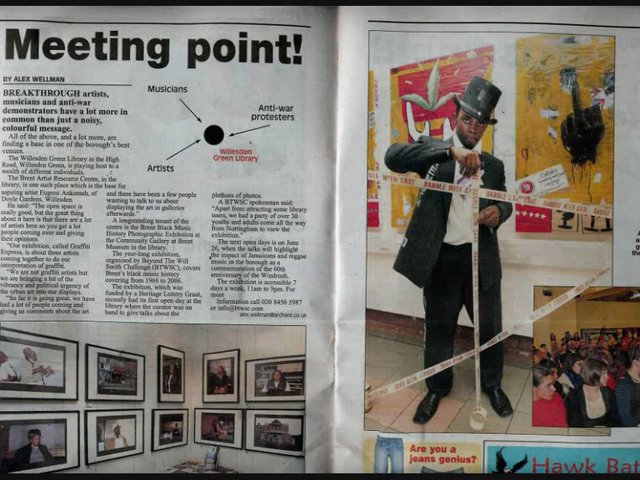 Meeting point!
BY ALEX WELLMAN
BREAKTHROUGH artists,
musicians and anti-war
demonstrators have a lot more in
common than just a noisy,
colourful message.
All of the above, and a lot more, are
finding a base in one of the borough's best
venues.
The Willesden Green Library in the High
Road, Willesden Green, is playing host to a
wealth of different individuals.
The Brent Artist Resource Centre, in the
library, is one such place which is the base for
aspiring artist Eugene Ankomah, of
Doyle Gardens, Willesden.
He said: "The open space is
really good, but the great thing
about it here is that there are a lot
of artists here so you get a lot
people coming over and giving
their opinions.
"Our exhibition, called Graffiti
Express, is about three artists
coming together to do our
interpretation of graffiti.
"We are not graffiti artists but
we are bringing a bit of the
vibrancy and political urgency of
the urban art into our displays.
"So far it is going great, we have
had a lot of people coming and
giving us comments about the art
Musicians
Anti-war
protesters
Willesden
Green Library
Artists
and there have been a few people
wanting to talk to us about
displaying the art in galleries
afterwards."
A longstanding tenant of the
centre is the Brent Black Music
History Photographic Exhibition at
the Community Gallery at Brent
Museum in the library.
The year-long exhibition,
organised by Beyond The Will
Smith Challenge (BTWSC), covers
Brent's black music history
covering from 1966 to 2006.
The exhibition, which was
funded by a Heritage Lottery Grant,
recently had its first open day at the
library where the curator was on
hand to give talks about the
plethora of photos.
A BTWSC spokesman said:
"Apart from attracting some library
users, we had a party of over 30
youths and adults come all the way
from Nottingham to view the
exhibition."
The next open days is on June
26, when the talks will highlight
the impact of Jamaicans and reggae
music in the borough as a
commemoration of the 60th
anniversary of the Windrush.
The exhibition is accessible 7
days a week, 11am to 9pm. For
more
Information call 020 8450 5987
or info@btwsc.com
alex.wellman@archant.co.uk
Are you a
jeans genius?
Hawk Bat